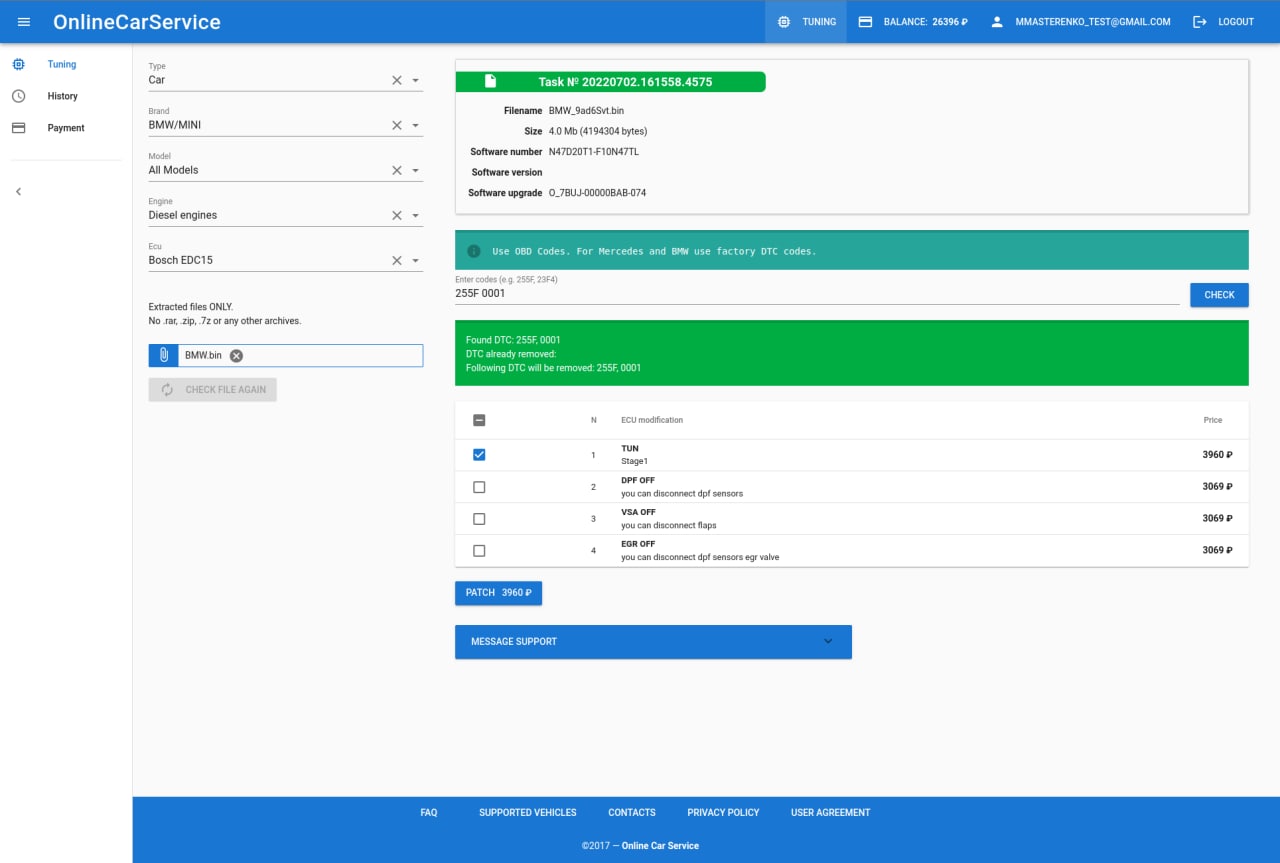 OnlineCarService
TUNING
BALANCE: 26396 ₽
MMASTERENKO_TEST@GMAIL.COM
LOGOUT
Tuning
History
Payment
Type
Car
Brand
BMW/MINI
Model
All Models
Engine
Diesel engines
Ecu
Bosch EDC15
Extracted files ONLY.
No .rar, .zip, .7z or any other archives.
BMW.bin
CHECK FILE AGAIN
Task № 20220702.161558.4575
Filename BMW_9ad6Svt.bin
Size 4.0 Mb (4194304 bytes)
Software number N47D20T1-F10N47TL
Software version
Software upgrade O_7BUJ-00000BAB-074
Use OBD Codes. For Mercedes and BMW use factory DTC codes.
Enter codes (e.g. 255F, 23F4)
255F 0001
CHECK
Found DTC: 255F, 0001
DTC already removed:
Following DTC will be removed: 255F, 0001
N ECU modification Price
1 TUN 3960 ₽
Stage1
2 DPF OFF 3069 ₽
you can disconnect dpf sensors
3 VSA OFF 3069 ₽
you can disconnect flaps
4 EGR OFF 3069 ₽
you can disconnect dpf sensors egr valve
PATCH 3960 ₽
MESSAGE SUPPORT
FAQ SUPPORTED VEHICLES CONTACTS PRIVACY POLICY USER AGREEMENT
©2017 — Online Car Service